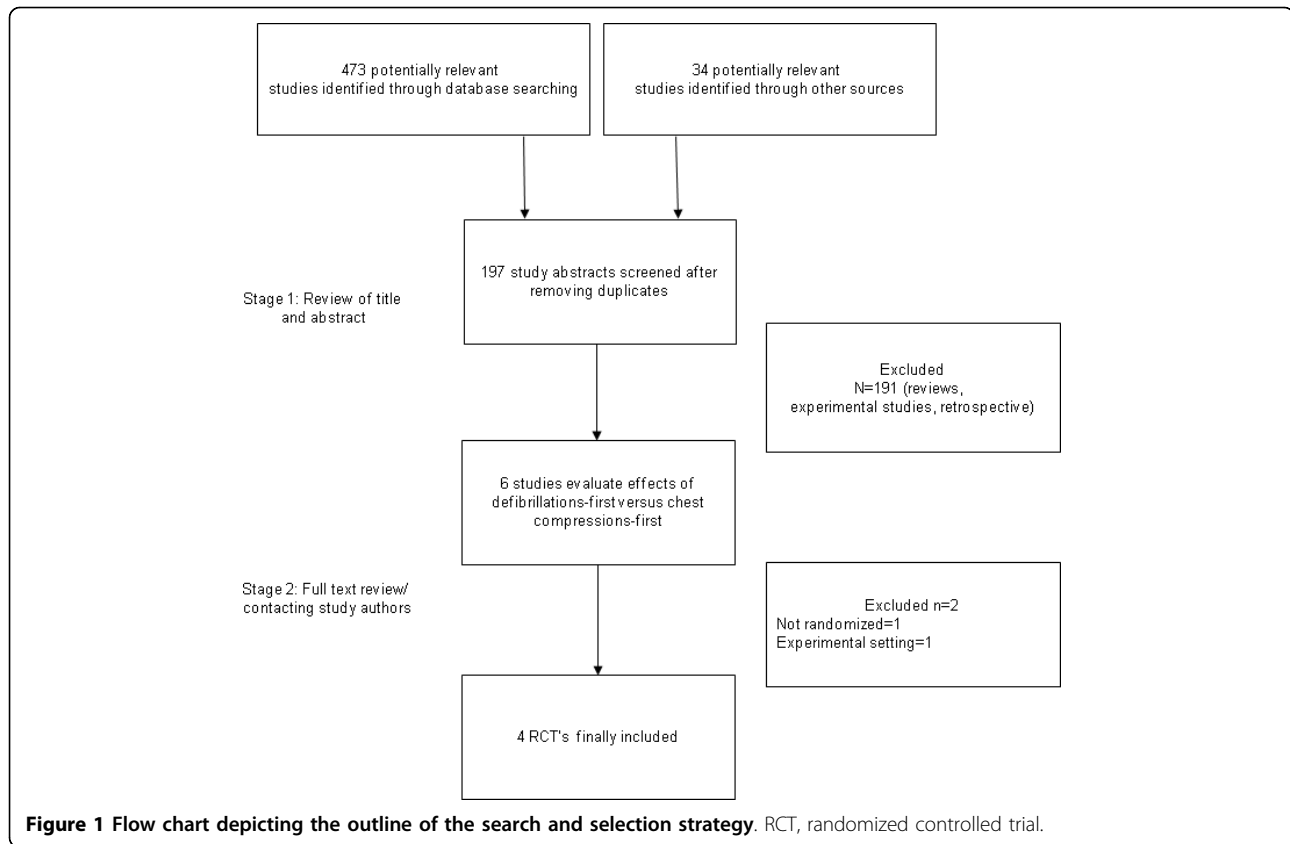 473 potentially relevant
studies identified through database searching
34 potentially relevant
studies identified through other sources
197 study abstracts screened after
removing duplicates
Stage 1: Review of title
and abstract
Excluded
N=191 (reviews,
experimental studies, retrospective)
6 studies evaluate effects of
defibrillations-first versus chest
compressions-first
Stage 2: Full text review/
contacting study authors
Excluded n=2
Not randomized=1
Experimental setting=1
4 RCT's finally included
Figure 1 Flow chart depicting the outline of the search and selection strategy. RCT, randomized controlled trial.